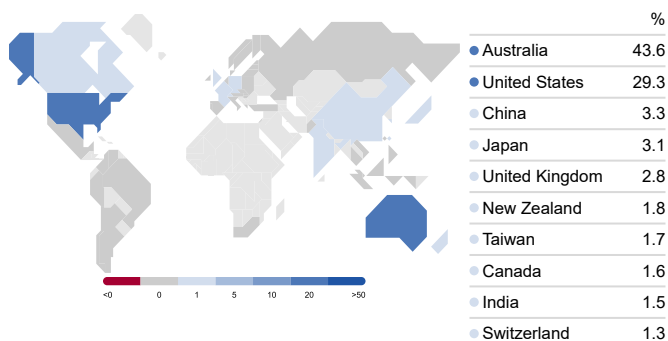 %
Australia 43.6
United States 29.3
China 3.3
Japan 3.1
United Kingdom 2.8
New Zealand 1.8
Taiwan 1.7
Canada 1.6
India 1.5
Switzerland 1.3
<0 0 1 5 10 20 >50